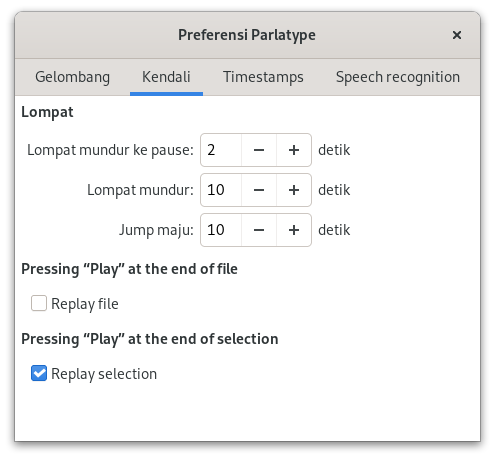 Preferensi Parlatype
Gelombang Kendali Timestamps Speech recognition
Lompat
Lompat mundur ke pause: 2 detik
Lompat mundur: 10 detik
Jump maju: 10 detik
Pressing “Play” at the end of file
Replay file
Pressing “Play” at the end of selection
Replay selection